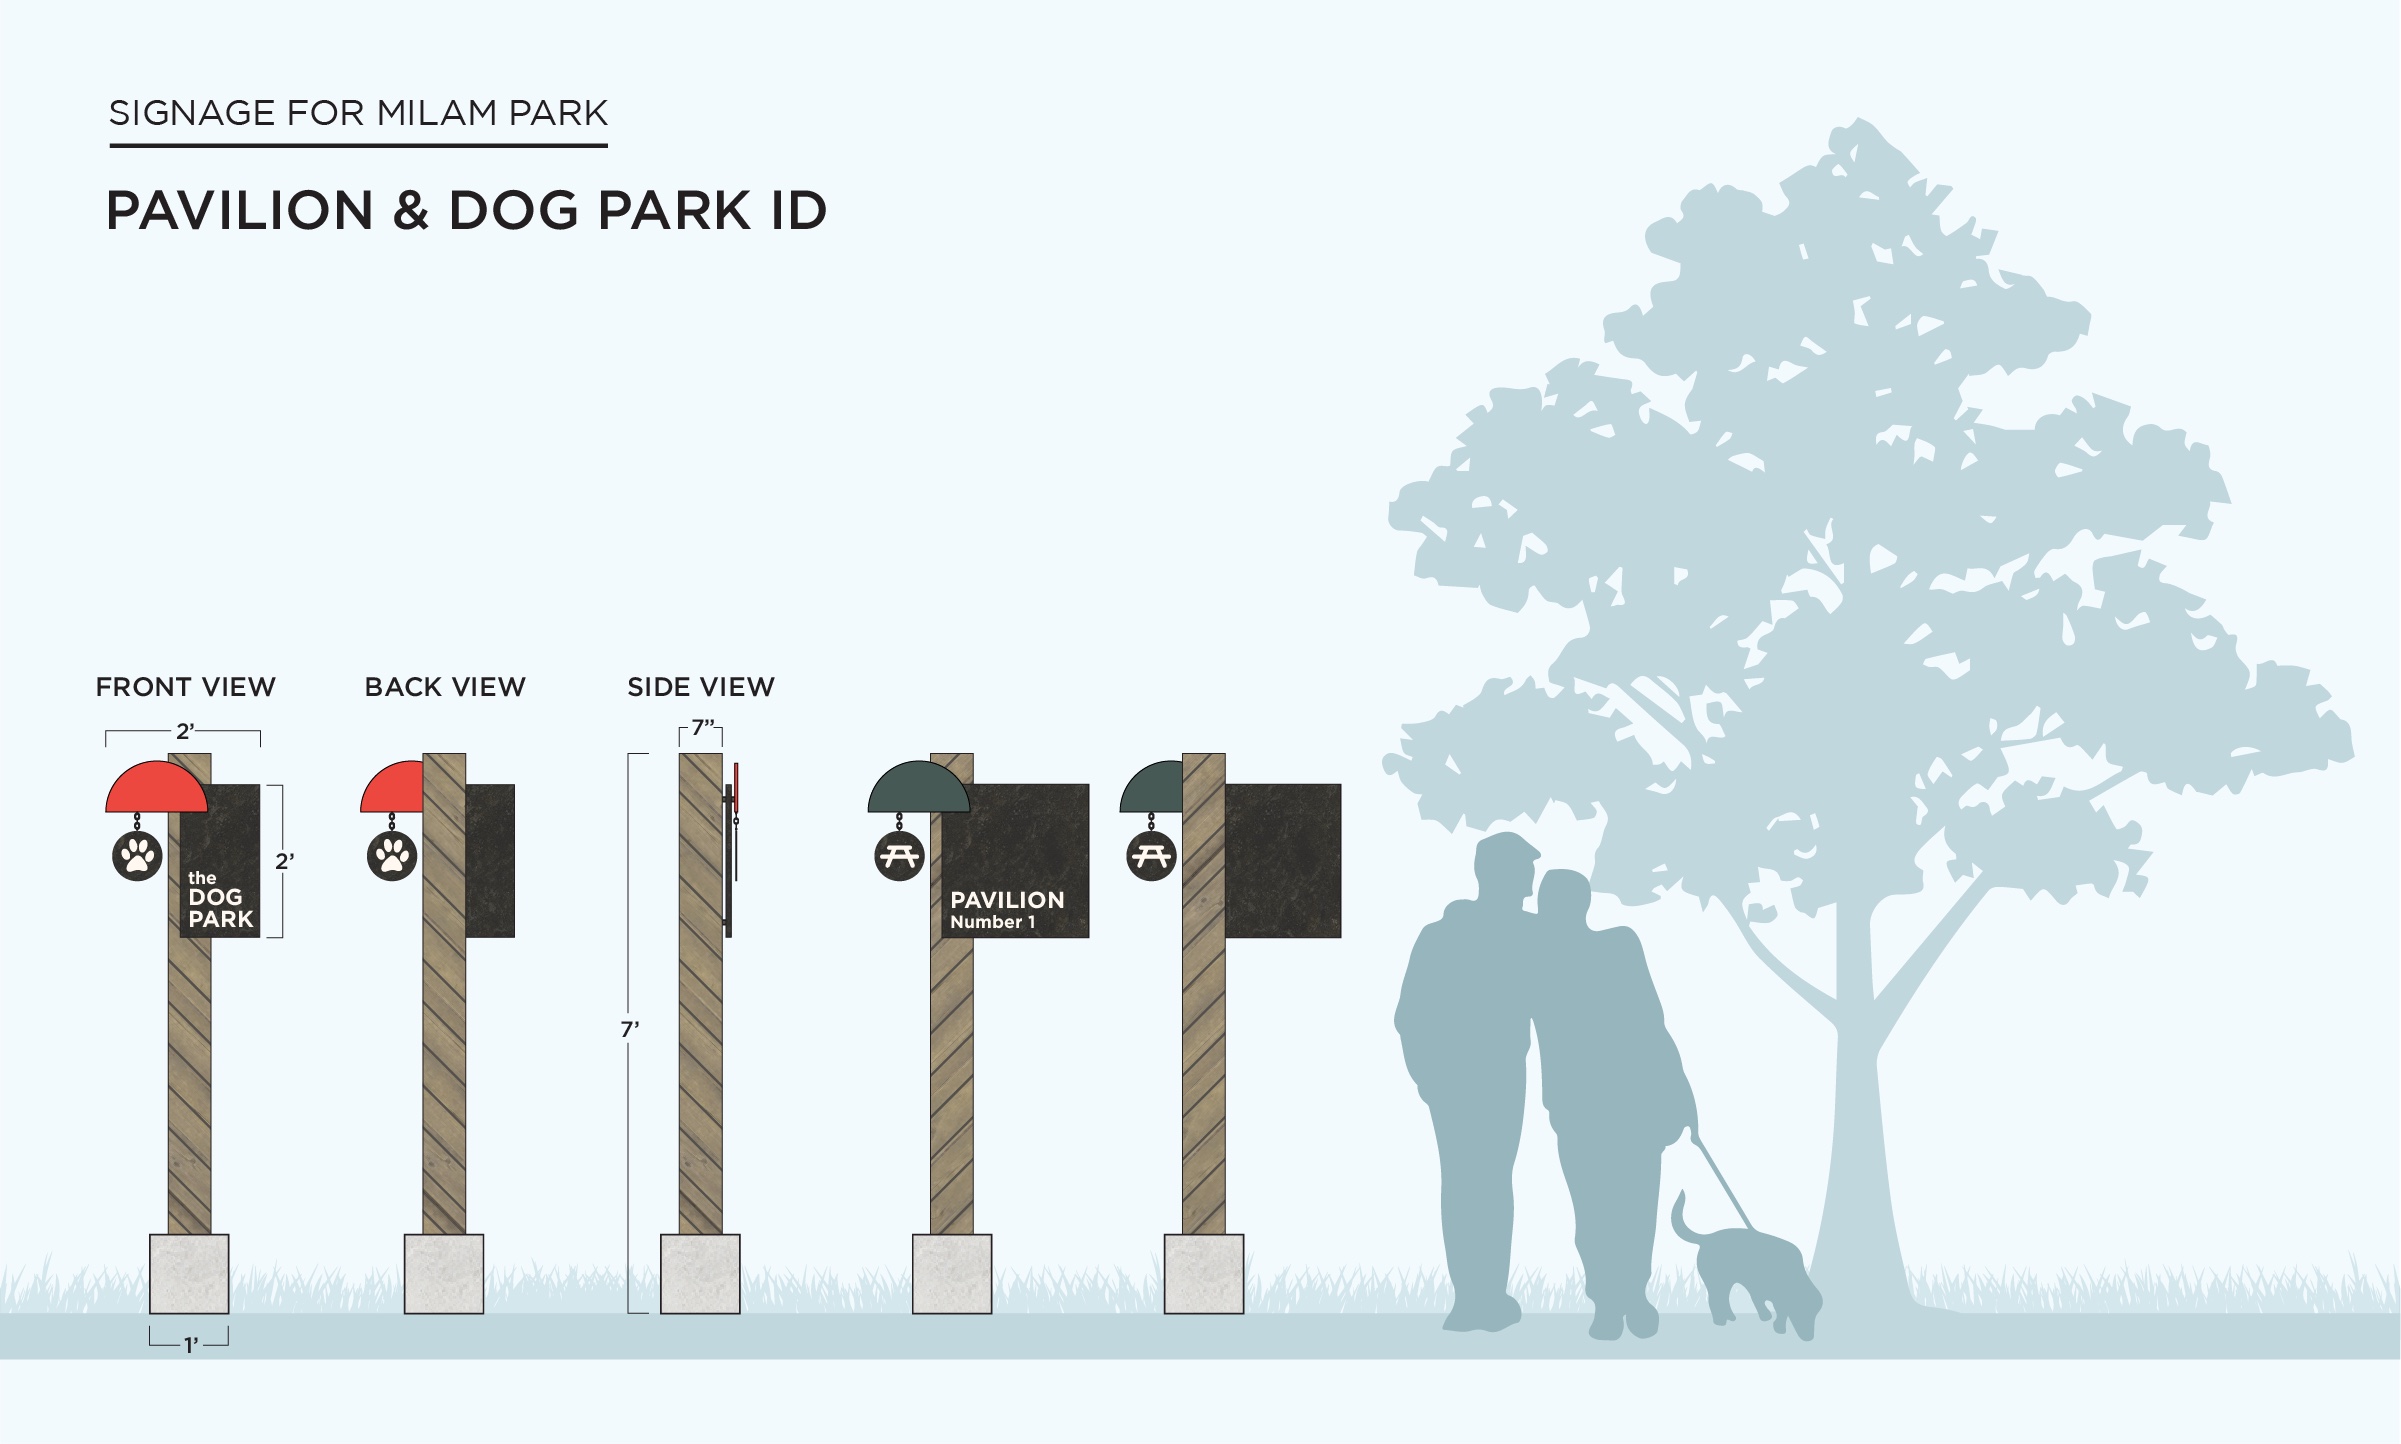 SIGNAGE FOR MILAM PARK
PAVILION & DOG PARK ID
FRONT VIEW
BACK VIEW
SIDE VIEW
2’
7”
2’
7’
1’
the
DOG
PARK
PAVILION
Number 1